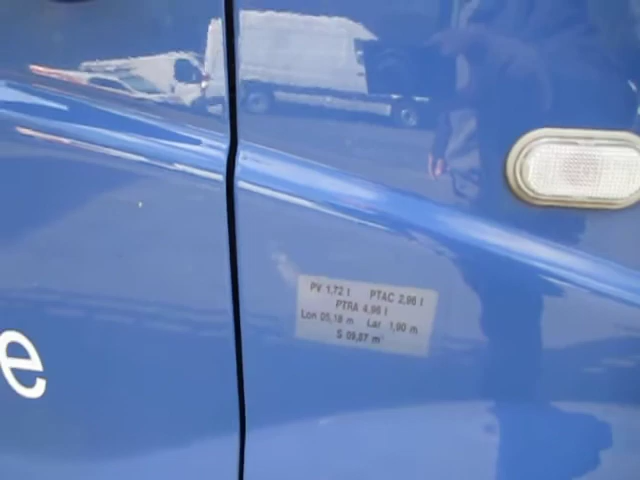 PV 1,72 t PTAC 2,96 t
PTRA 4,96 t
Lon 05,18 m Lar 1,90 m
S 09,87 m²
e